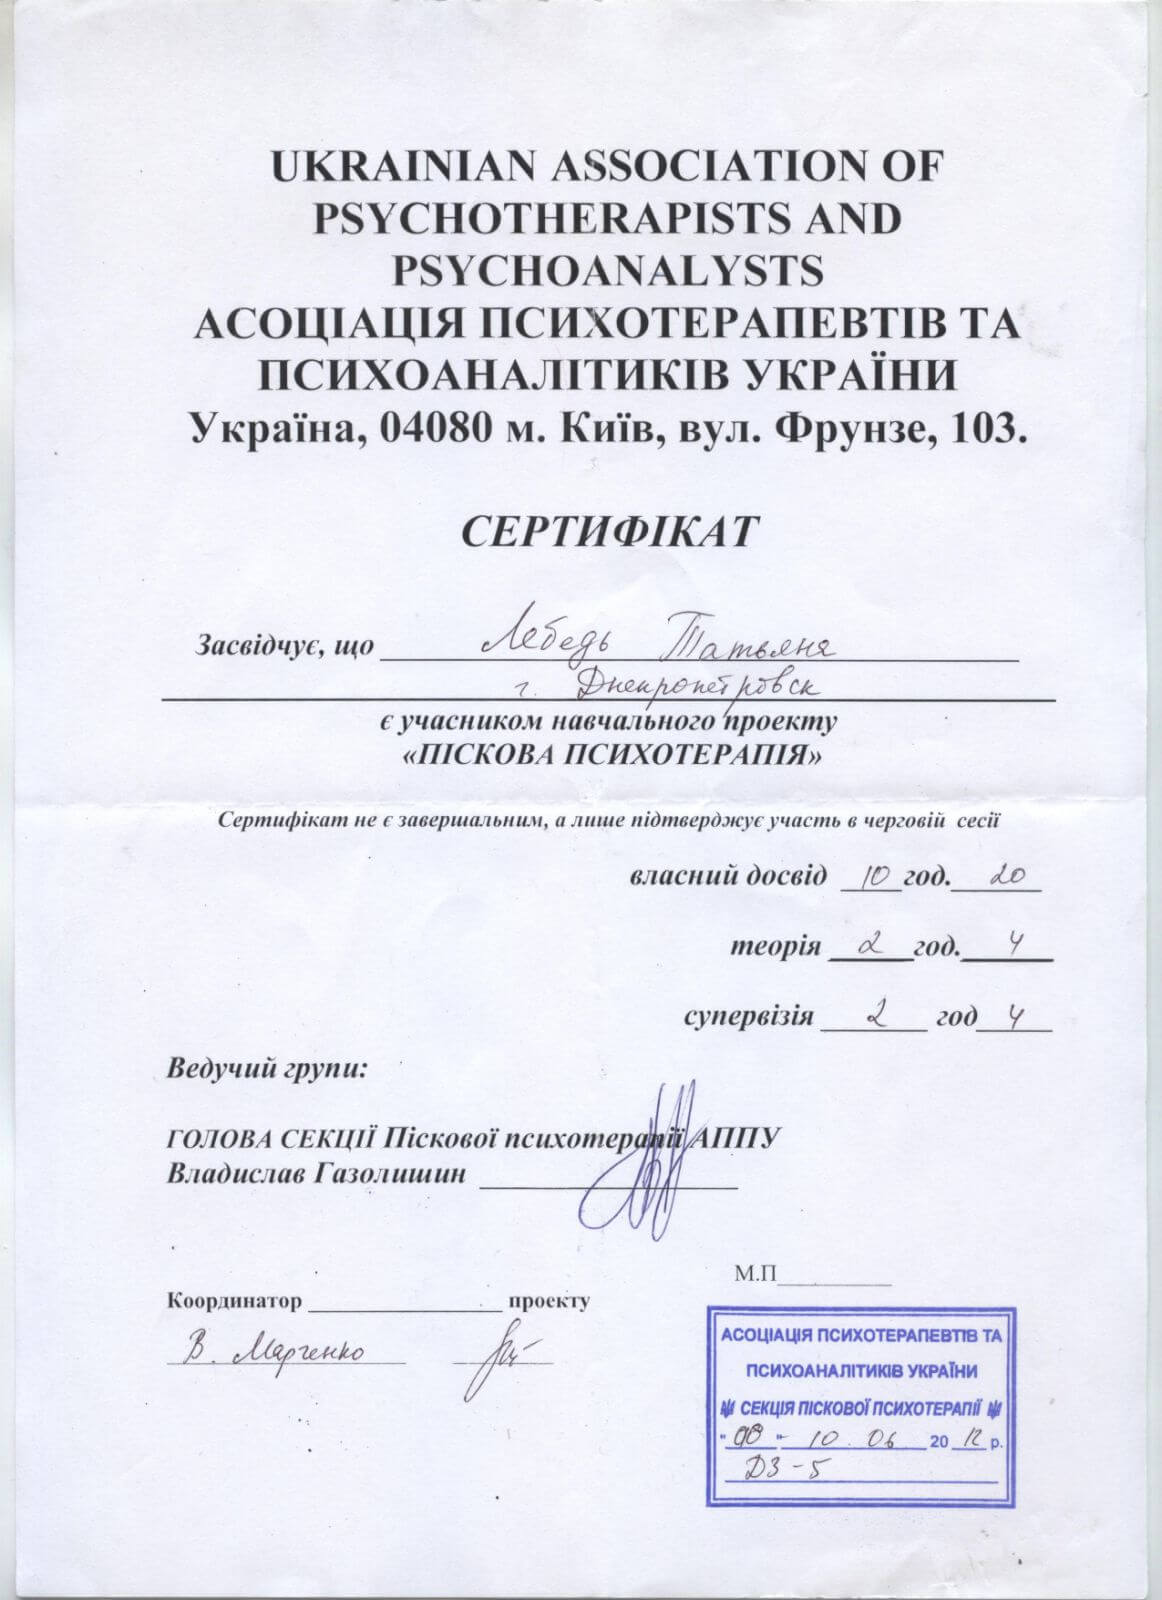 UKRAINIAN ASSOCIATION OF
PSYCHOTHERAPISTS AND
PSYCHOANALYSTS
АСОЦІАЦІЯ ПСИХОТЕРАПЕВТІВ ТА
ПСИХОАНАЛІТИКІВ УКРАЇНИ
Україна, 04080 м. Київ, вул. Фрунзе, 103.
СЕРТИФІКАТ
Засвідчує, що Лебедь Татьяна
г. Днепропетровск
є учасником навчального проекту
«ПІСКОВА ПСИХОТЕРАПІЯ»
Сертифікат не є завершальним, а лише підтверджує участь в черговій сесії
власний досвід 10 год. 20
теорія 2 год. 4
супервізія 2 год 4
Ведучий групи:
ГОЛОВА СЕКЦІЇ Піскової психотерапії АППУ
Владислав Газолишин
М.П
Координатор проекту
В. Марченко
АСОЦІАЦІЯ ПСИХОТЕРАПЕВТІВ ТА
ПСИХОАНАЛІТИКІВ УКРАЇНИ
СЕКЦІЯ ПІСКОВОЇ ПСИХОТЕРАПІЇ
"08"- 10.06 2012 р.
ДЗ-5